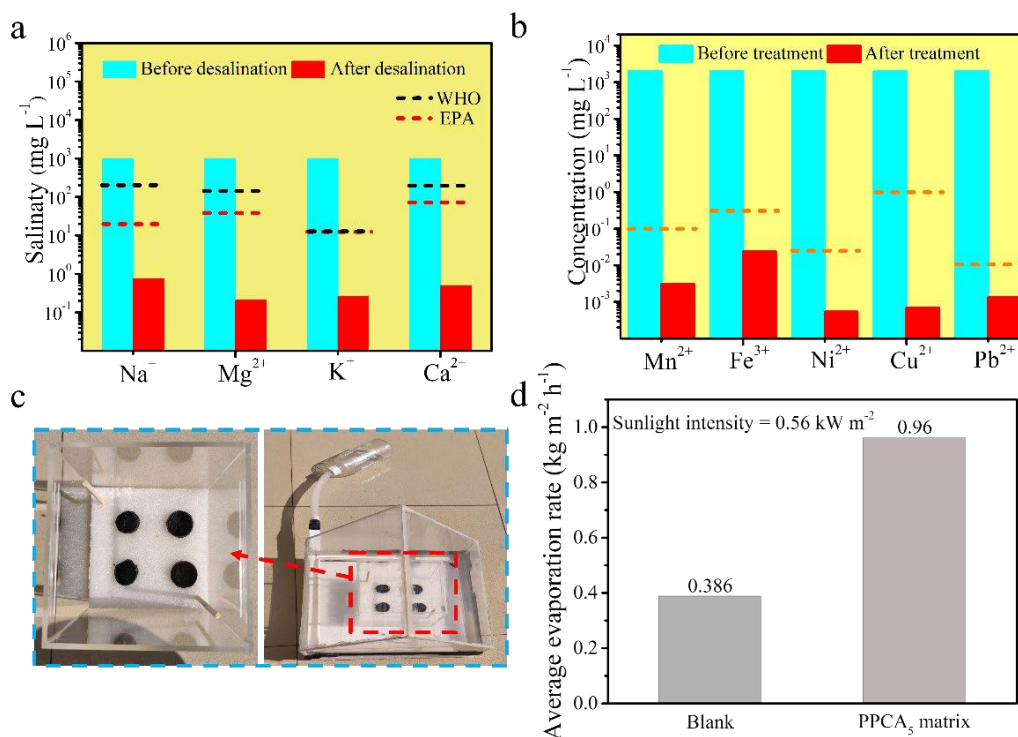 a
Salinaty (mg L⁻¹)
10⁶
10⁵
10⁴
10³
10²
10¹
10⁰
10⁻¹
Before desalination
After desalination
WHO
EPA
Na⁺ Mg²⁺ K⁺ Ca²⁺
b
Concentration (mg L⁻¹)
10⁴
10³
10²
10¹
10⁰
10⁻¹
10⁻²
10⁻³
Before treatment
After treatment
Mn²⁺ Fe³⁺ Ni²⁺ Cu²⁺ Pb²⁺
c
d
Average evaporation rate (kg m⁻² h⁻¹)
1.0
0.8
0.6
0.4
0.2
0.0
Sunlight intensity = 0.56 kW m⁻²
0.386
0.96
Blank PPCA₅ matrix